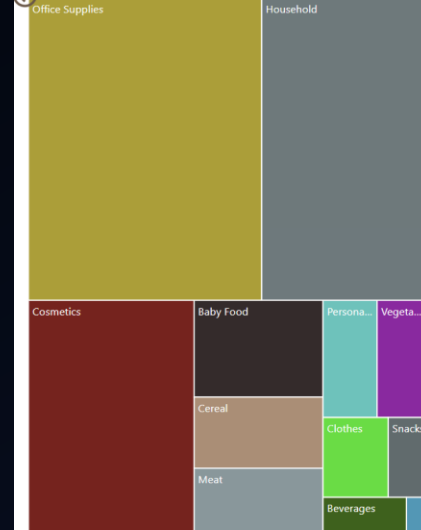 Office Supplies
Household
Cosmetics
Baby Food
Persona...
Vegeta...
Cereal
Clothes
Snacks
Meat
Beverages